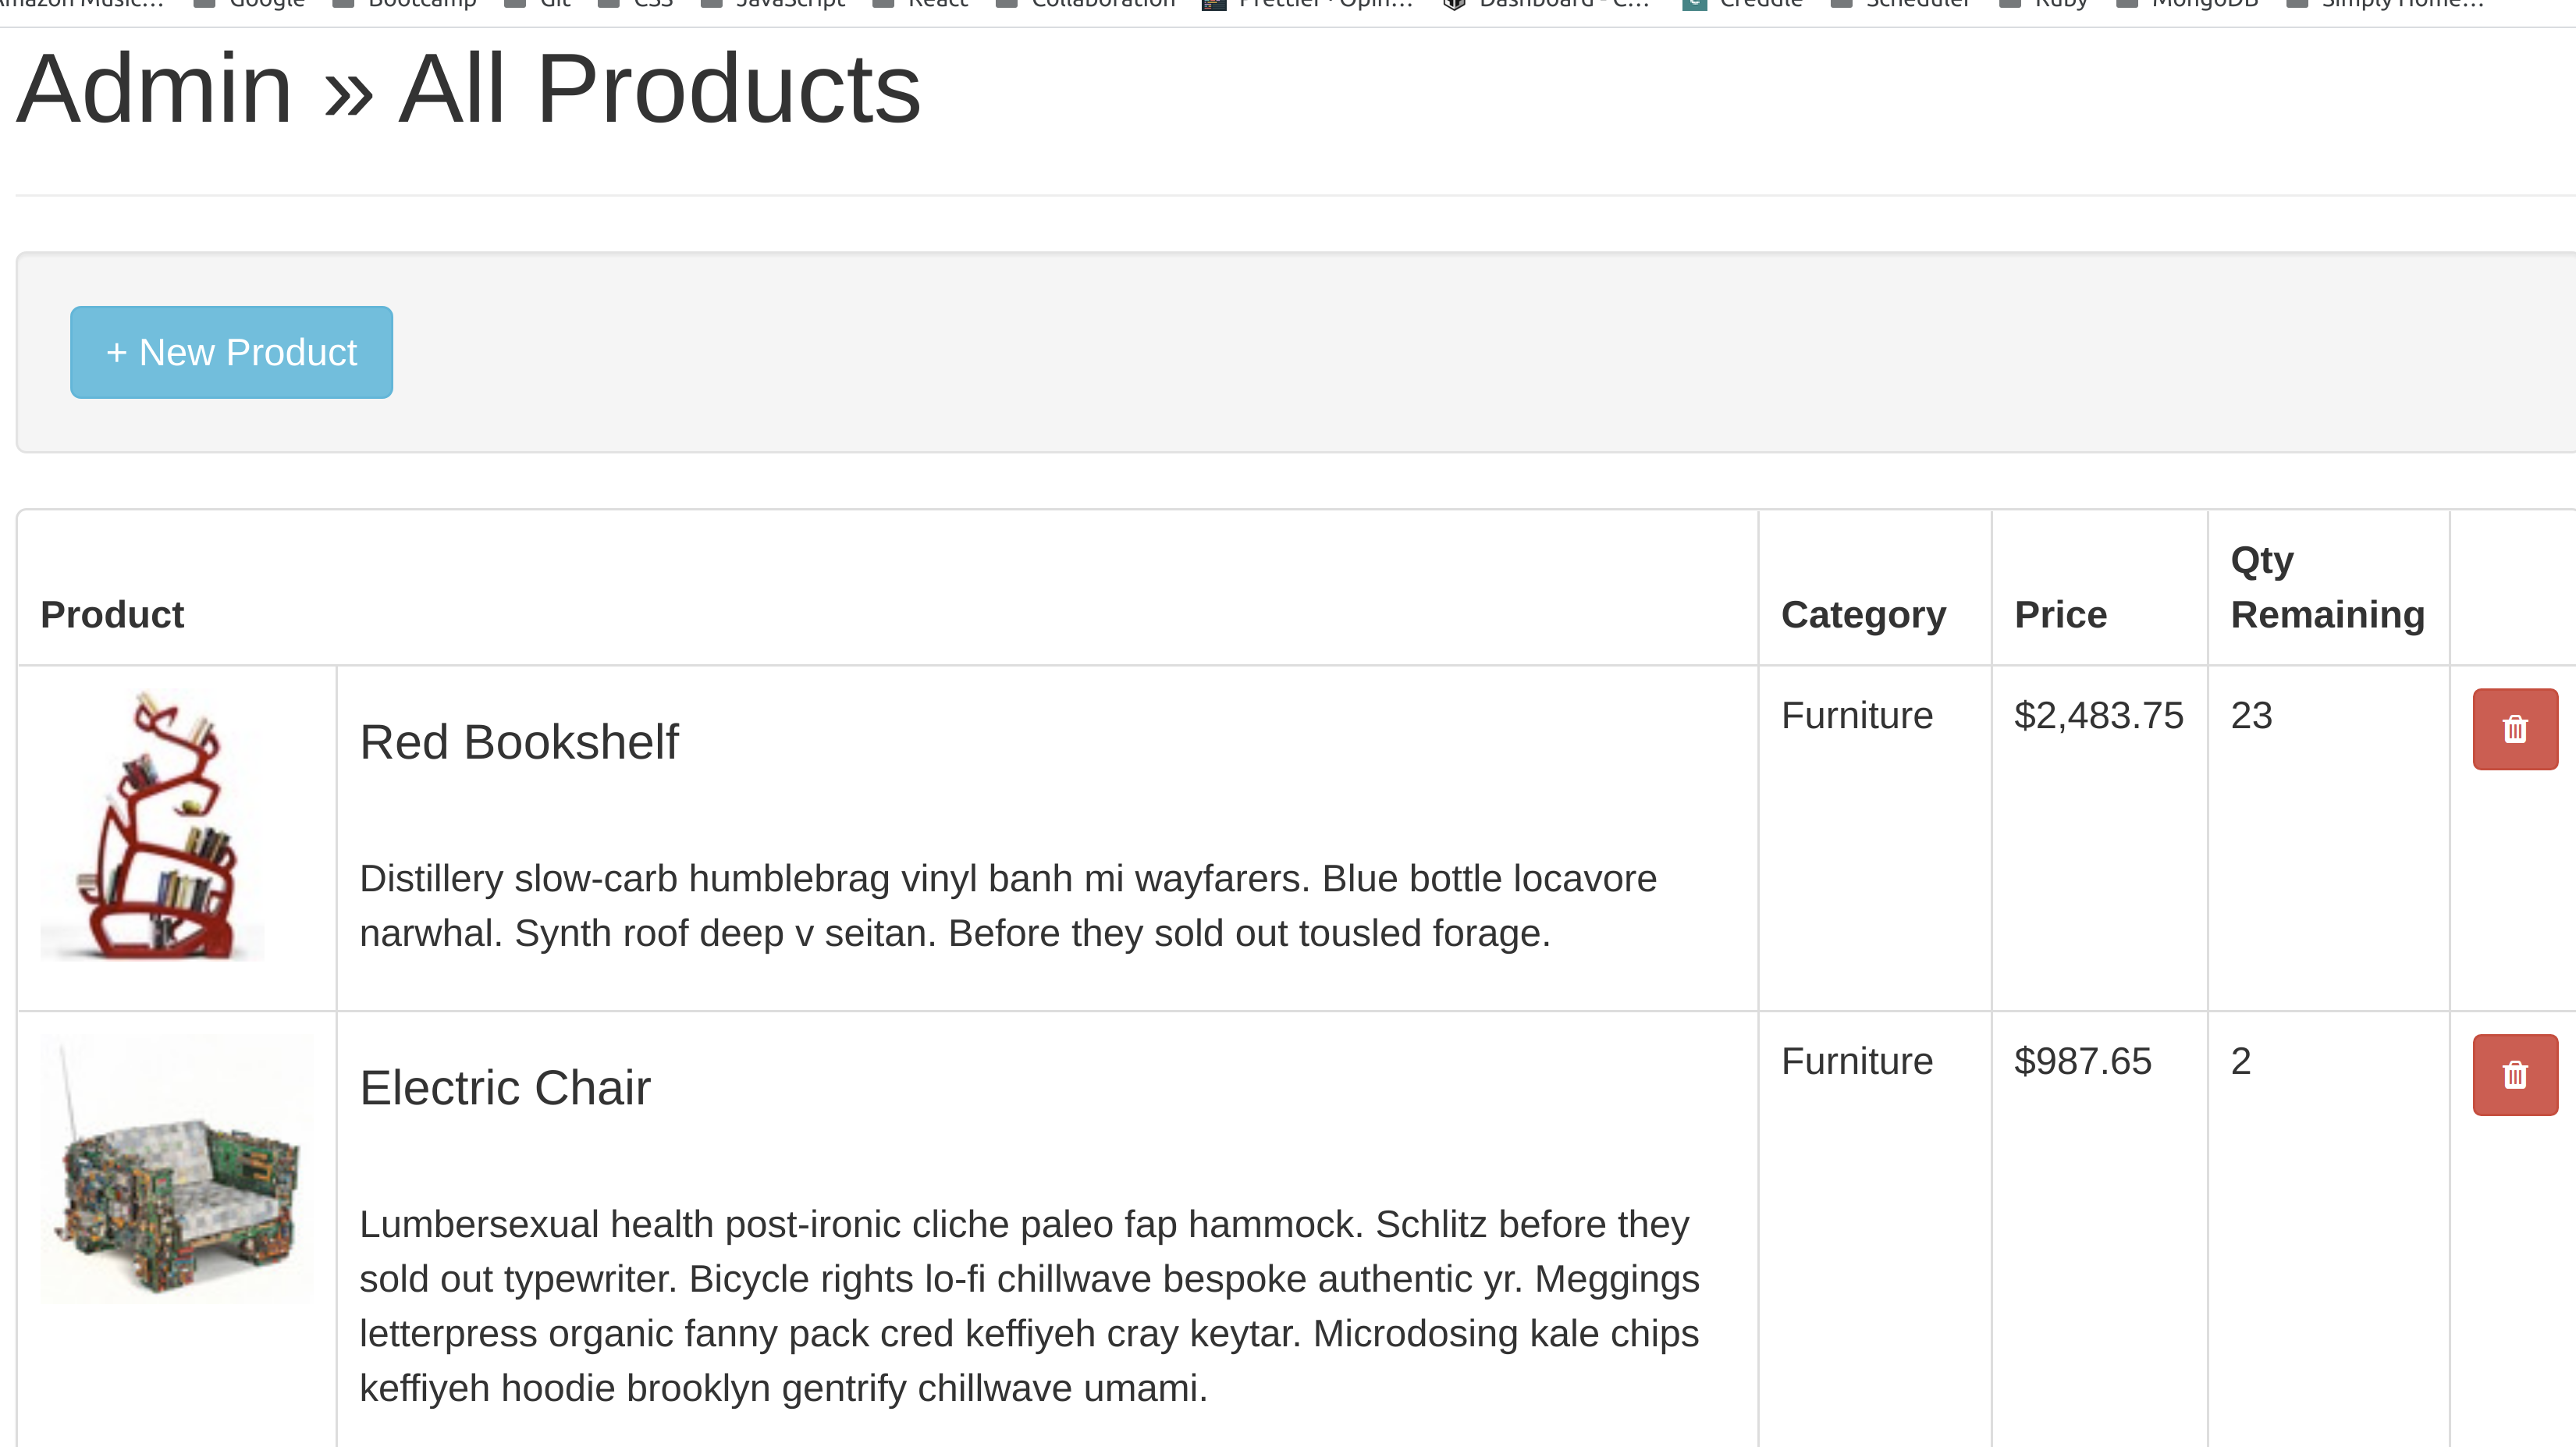 Amazon Music… Google Bootcamp Git CSS JavaScript React Collaboration Prettier · Opin… Dashboard - C… Creddle Scheduler Ruby MongoDB Simply Home…
Admin » All Products
+ New Product
Product Category Price Qty Remaining
Red Bookshelf Furniture $2,483.75 23
Distillery slow-carb humblebrag vinyl banh mi wayfarers. Blue bottle locavore
narwhal. Synth roof deep v seitan. Before they sold out tousled forage.
Electric Chair Furniture $987.65 2
Lumbersexual health post-ironic cliche paleo fap hammock. Schlitz before they
sold out typewriter. Bicycle rights lo-fi chillwave bespoke authentic yr. Meggings
letterpress organic fanny pack cred keffiyeh cray keytar. Microdosing kale chips
keffiyeh hoodie brooklyn gentrify chillwave umami.